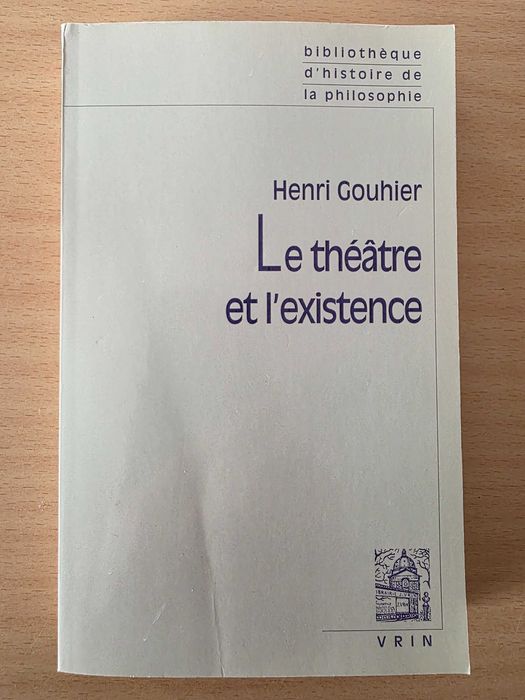 bibliothèque
d'histoire de
la philosophie
Henri Gouhier
Le théâtre
et l'existence
VRIN